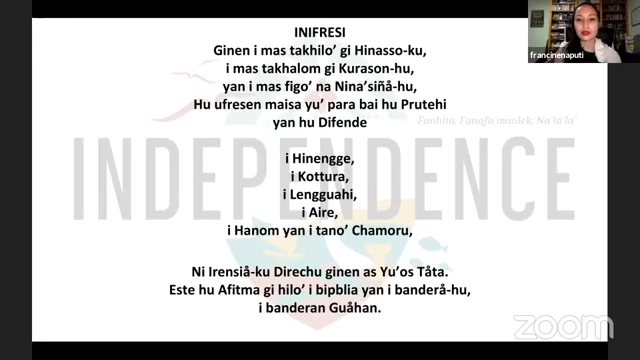 INIFRESI
Ginen i mas takhilo’ gi Hinasso-ku,
i mas takhalom gi Kurason-hu,
yan i mas figo’ na Nina’siñå-hu,
Hu ufresen maisa yu’ para bai hu Prutehi
yan hu Difende
Fanhita, Fanafa’maolek, Na lå’la’
INDEPENDENCE
i Hinengge,
i Kottura,
i Lengguahi,
i Aire,
i Hanom yan i tano’ Chamoru,
Ni Irensiå-ku Direchu ginen as Yu’os Tåta.
Este hu Afitma gi hilo’ i bipblia yan i banderå-hu,
i banderan Guåhan.
francinenaputi
zoom